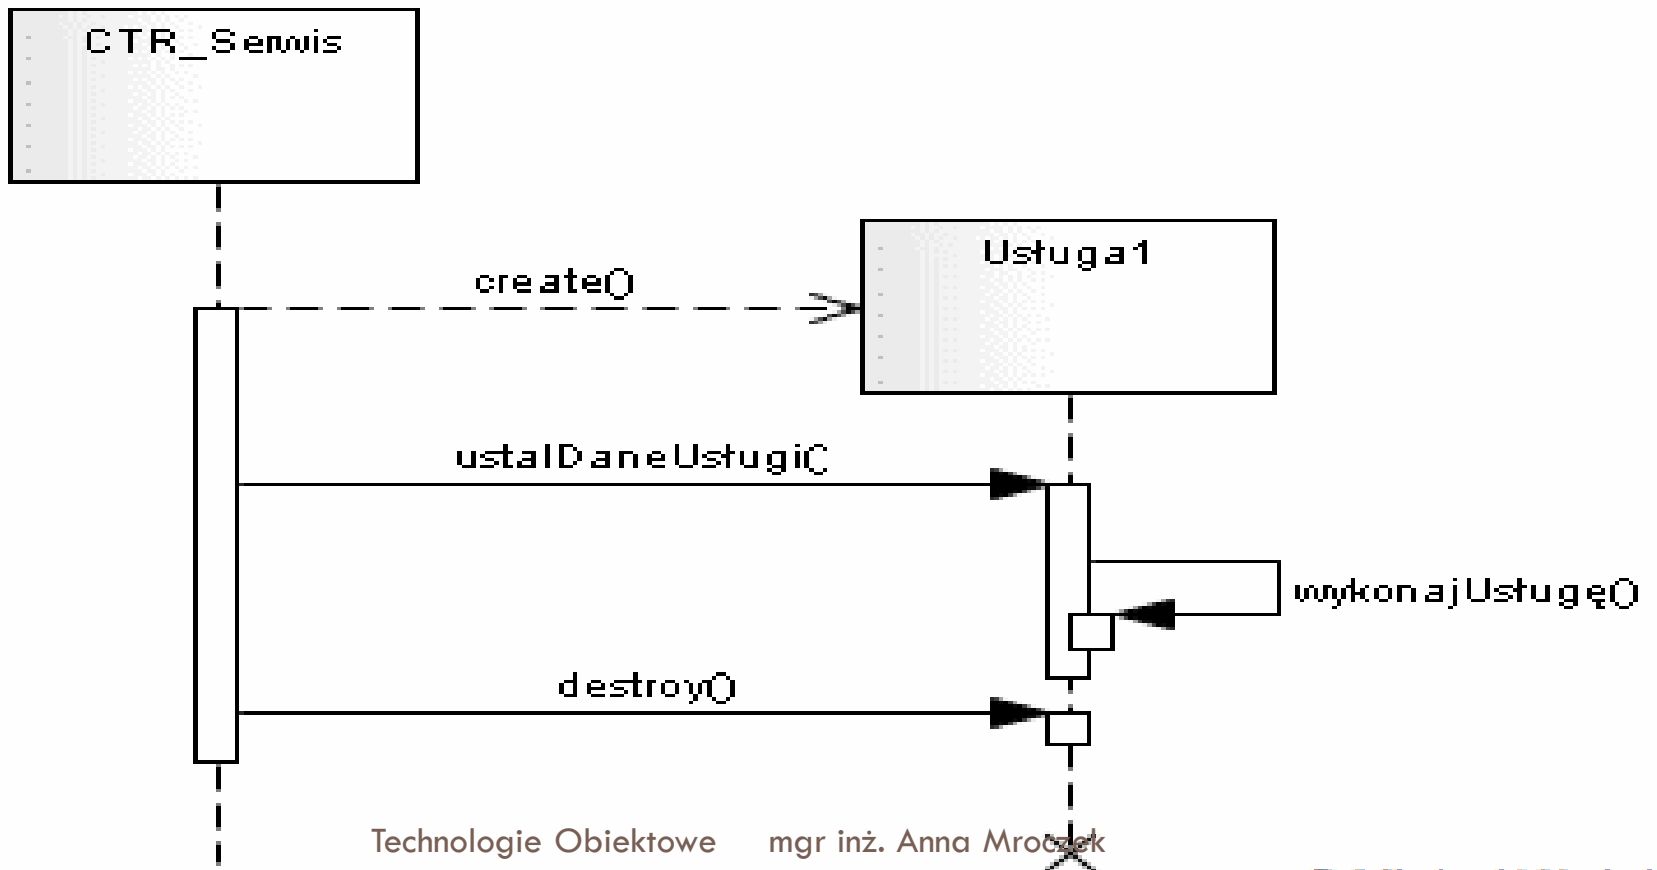 CTR_Serwis
Usługa1
create()
ustalDaneUsługi()
wykonajUsługę()
destroy()
Technologie Obiektowe mgr inż. Anna Mroczek